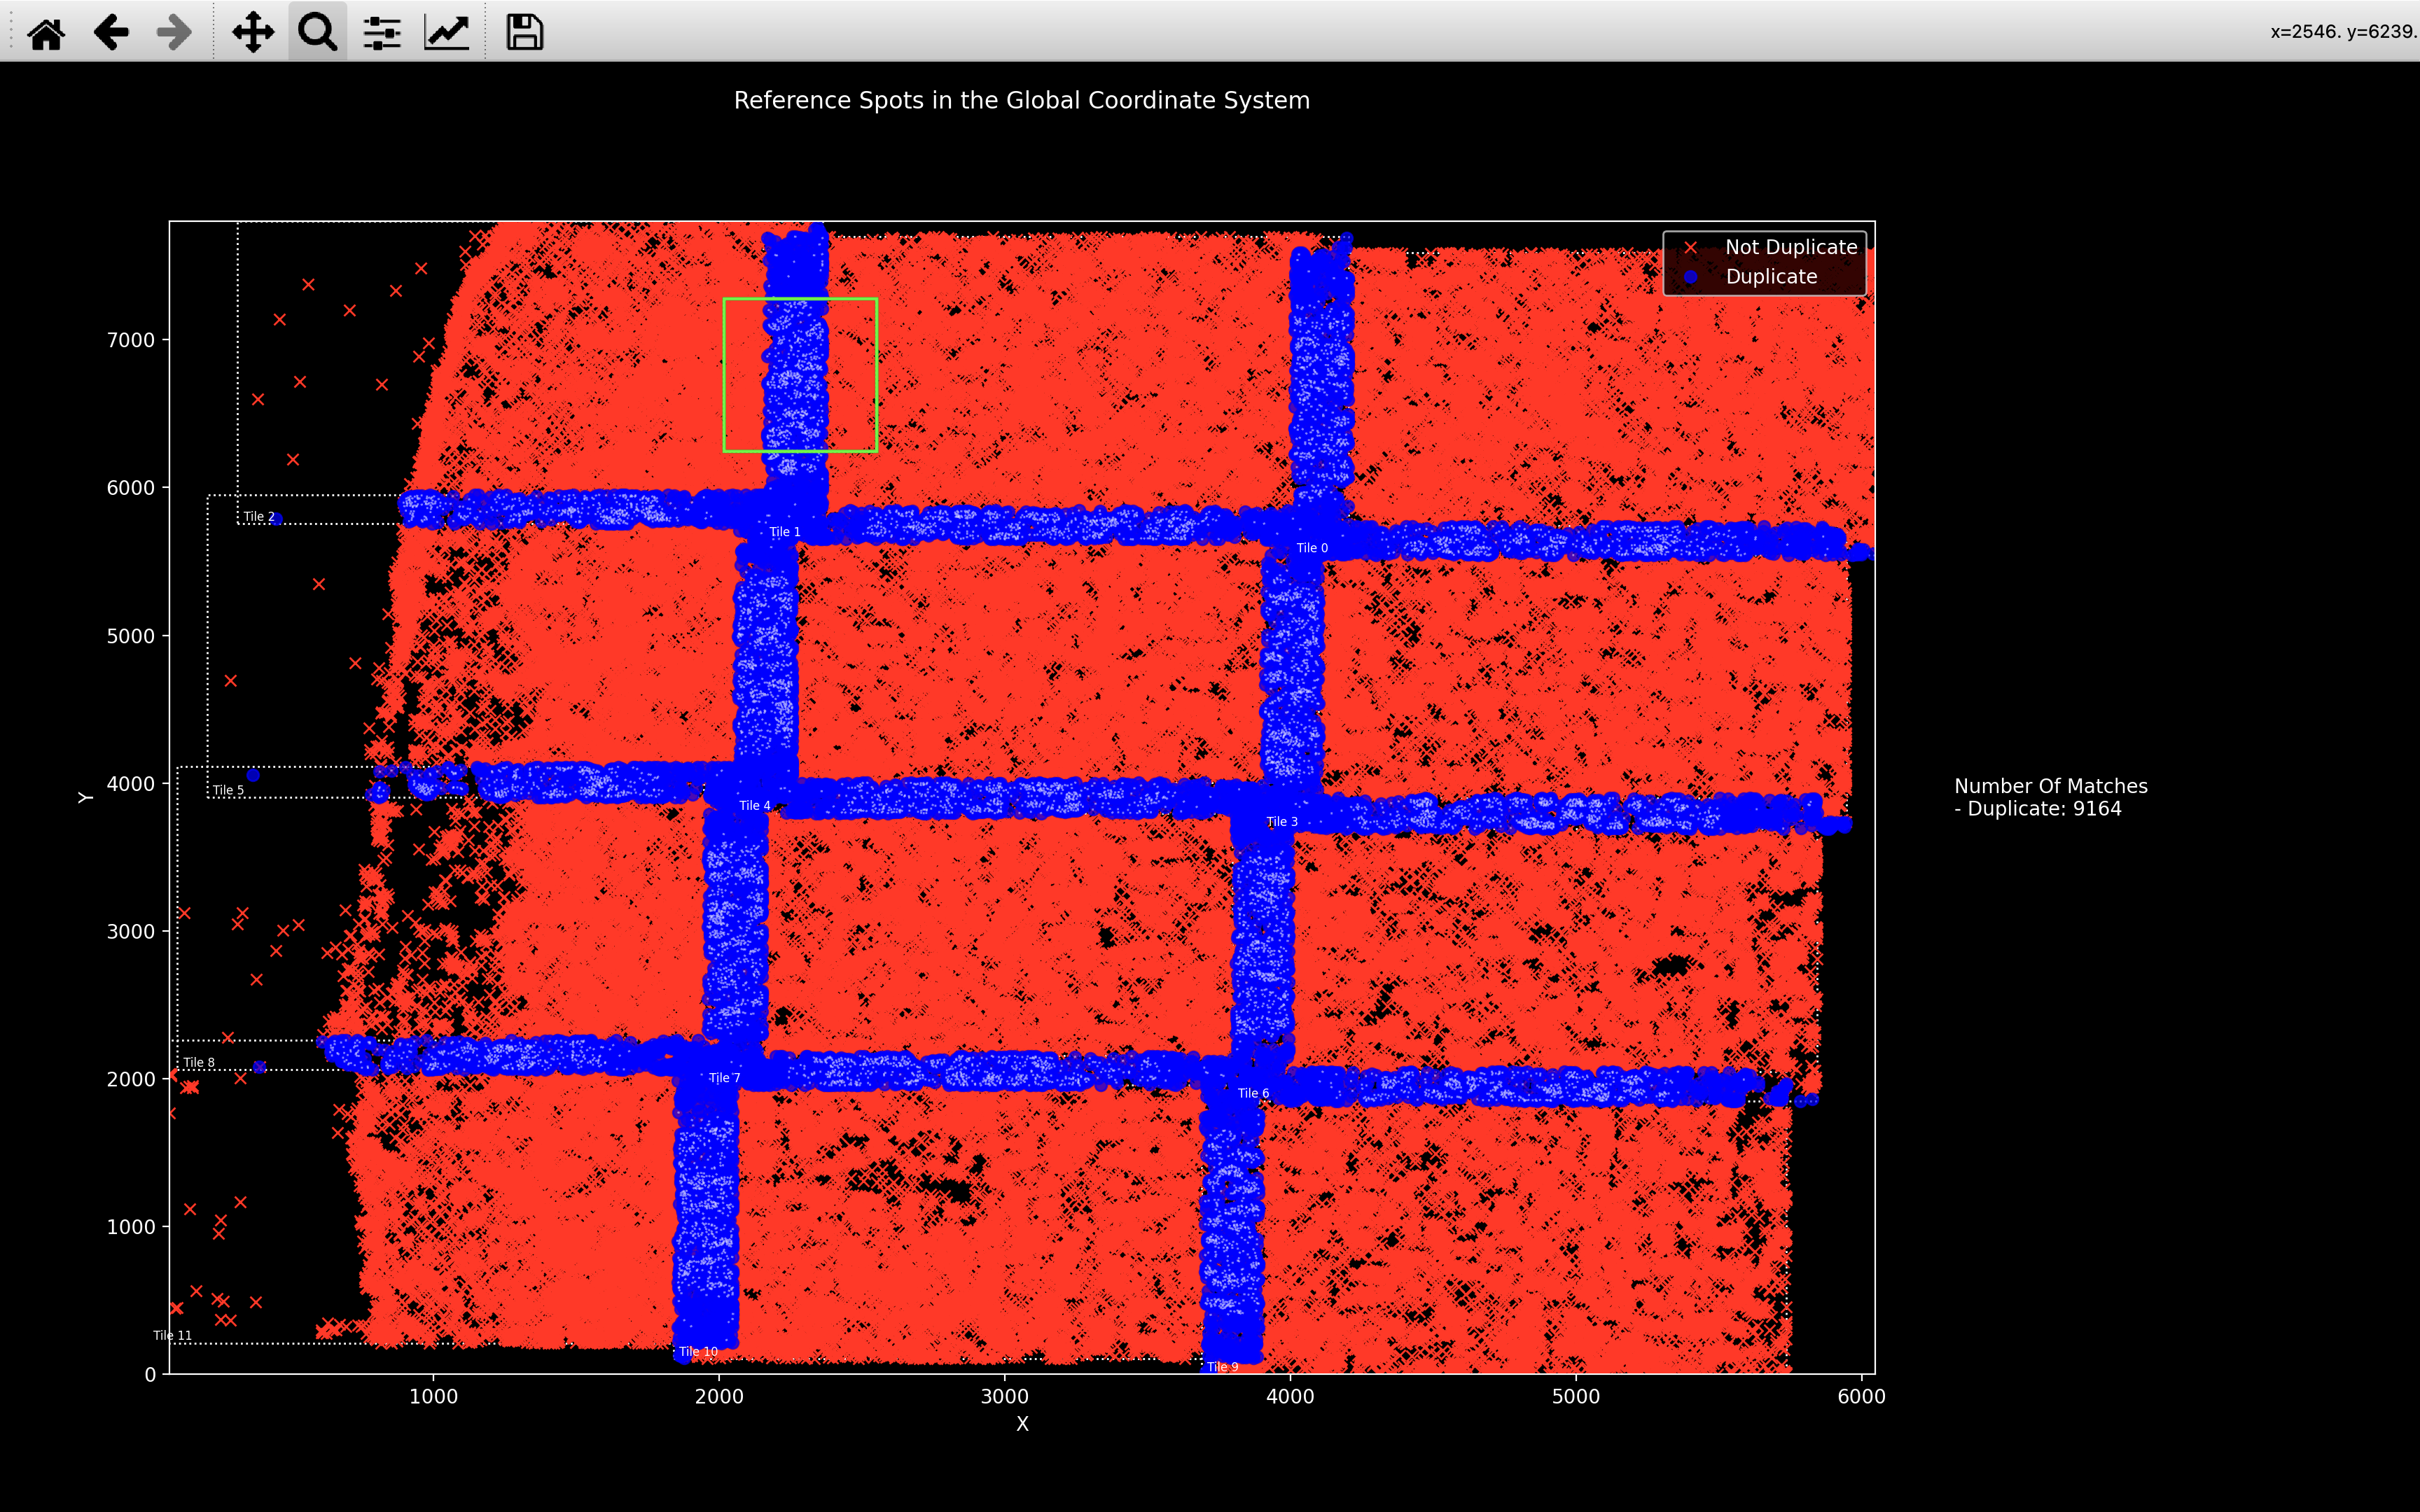 x=2546. y=6239.
Reference Spots in the Global Coordinate System
Not Duplicate
Duplicate
7000
6000
5000
4000
3000
2000
1000
0
Y
Tile 2
Tile 1
Tile 0
Tile 5
Tile 4
Tile 3
Tile 8
Tile 7
Tile 6
Tile 11
Tile 10
Tile 9
Number Of Matches
- Duplicate: 9164
1000 2000 3000 4000 5000 6000
X